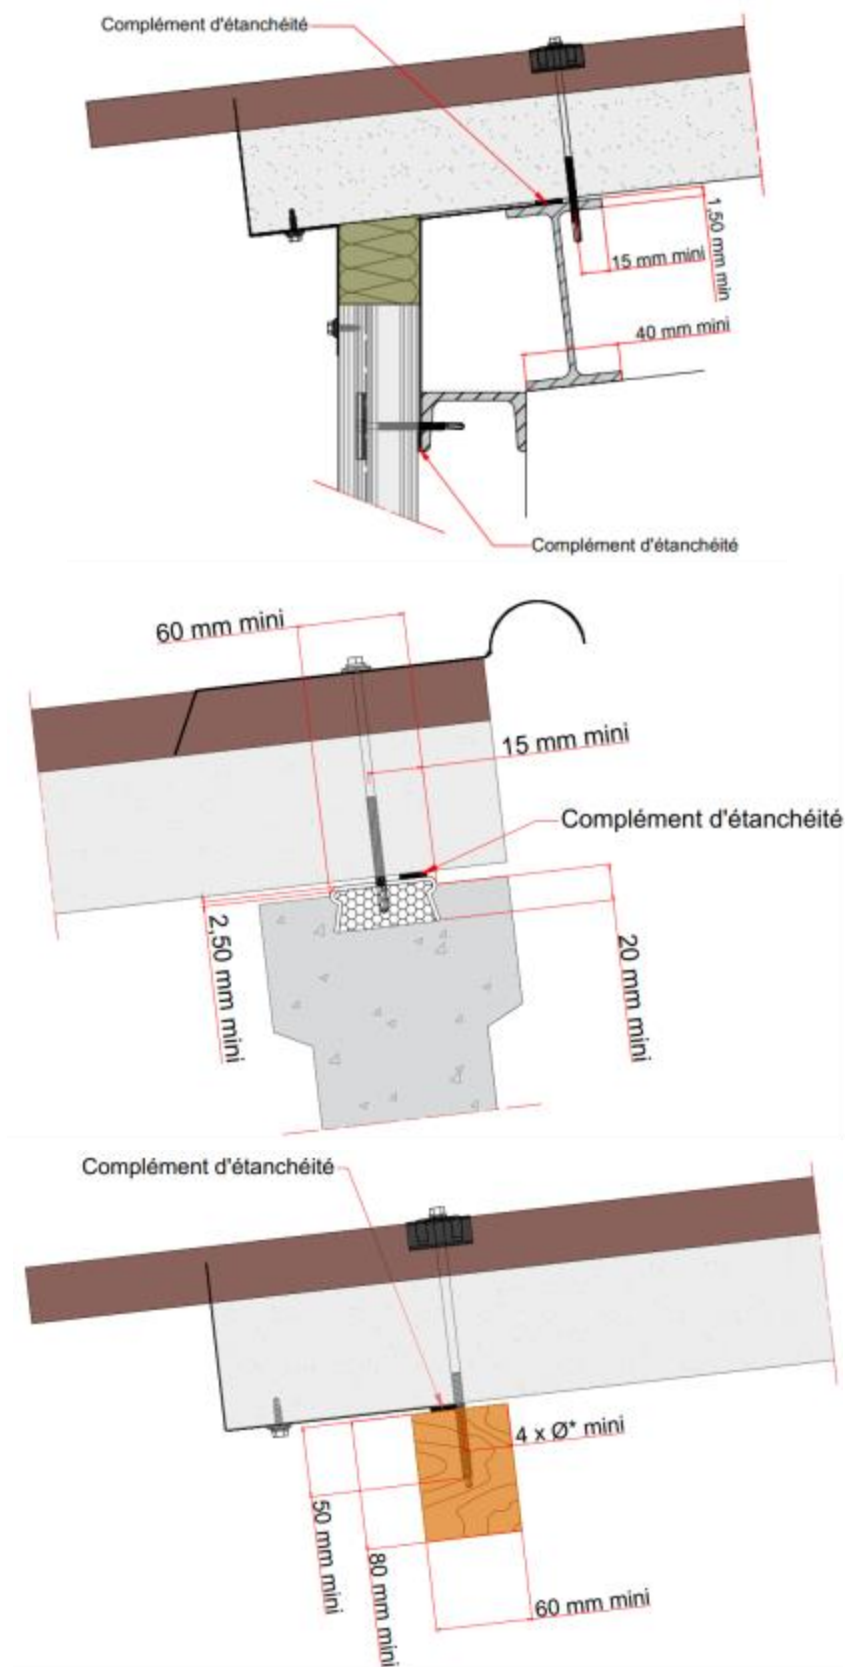 Complément d'étanchéité
1,50 mm min
15 mm mini
40 mm mini
Complément d'étanchéité
60 mm mini
15 mm mini
Complément d'étanchéité
2,50 mm mini
20 mm mini
Complément d'étanchéité
4 x Ø* mini
50 mm mini
80 mm mini
60 mm mini